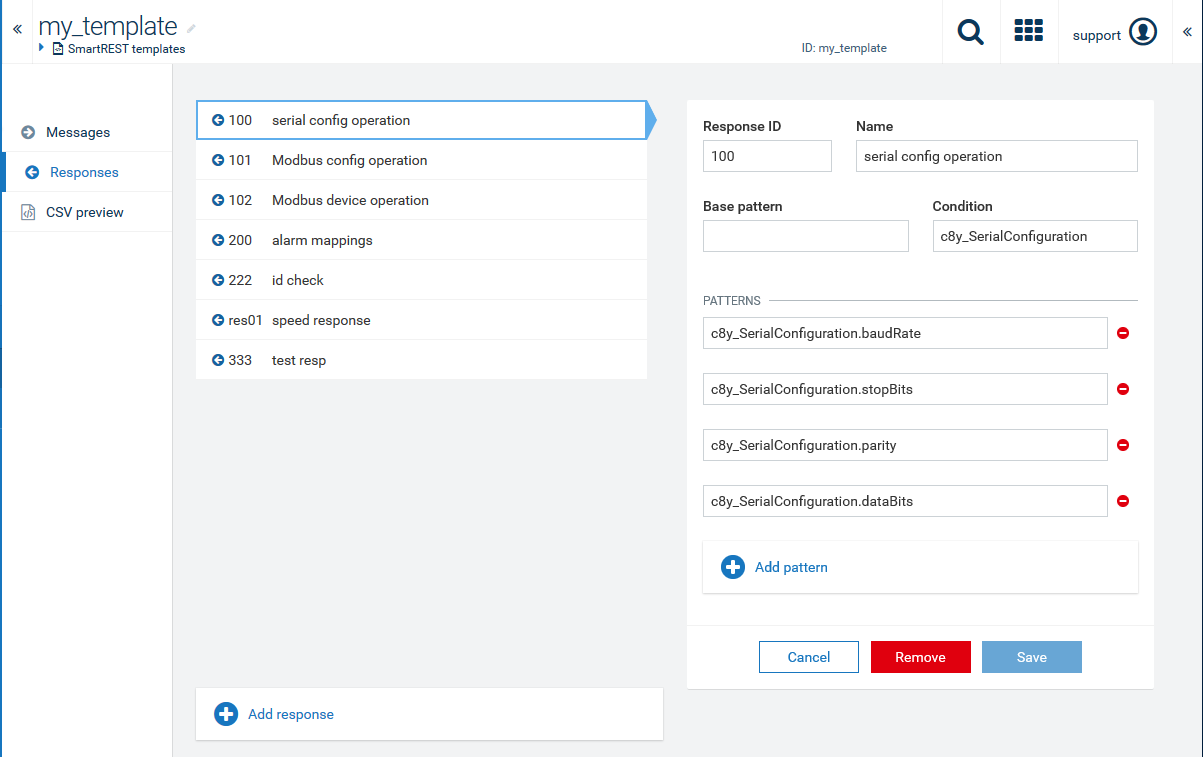 my_template
SmartREST templates
ID: my_template
support
Messages
Responses
CSV preview
100 serial config operation
101 Modbus config operation
102 Modbus device operation
200 alarm mappings
222 id check
res01 speed response
333 test resp
Add response
Response ID Name
100 serial config operation
Base pattern Condition
c8y_SerialConfiguration
PATTERNS
c8y_SerialConfiguration.baudRate
c8y_SerialConfiguration.stopBits
c8y_SerialConfiguration.parity
c8y_SerialConfiguration.dataBits
Add pattern
Cancel Remove Save